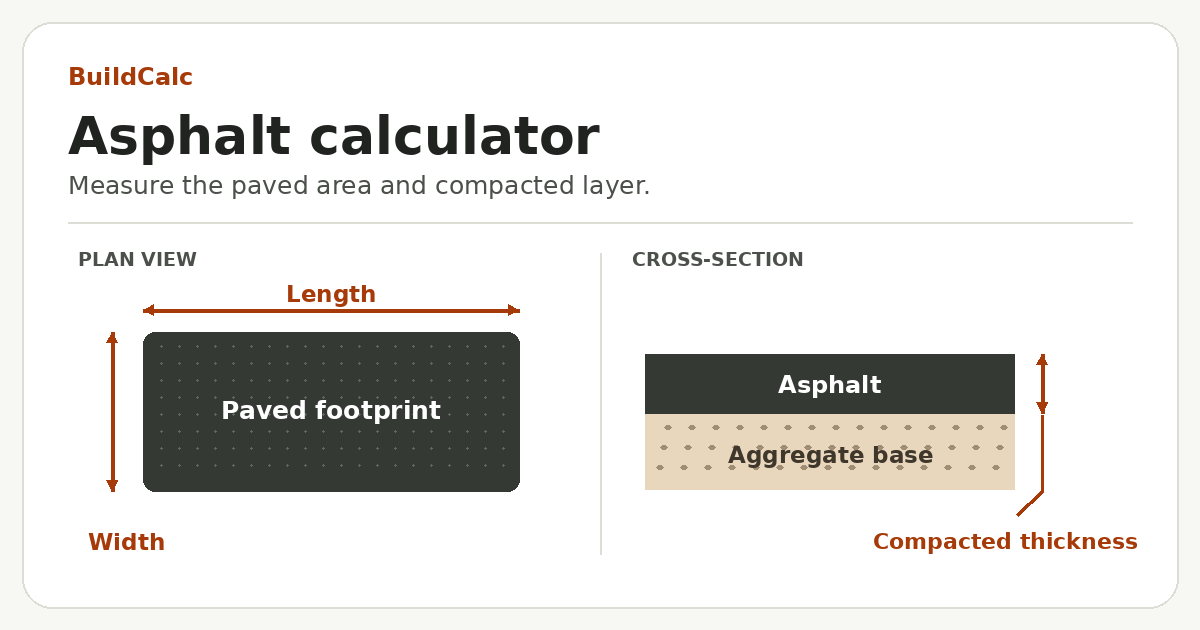 BuildCalc
Asphalt calculator
Measure the paved area and compacted layer.
PLAN VIEW
Length
Paved footprint
Width
CROSS-SECTION
Asphalt
Aggregate base
Compacted thickness